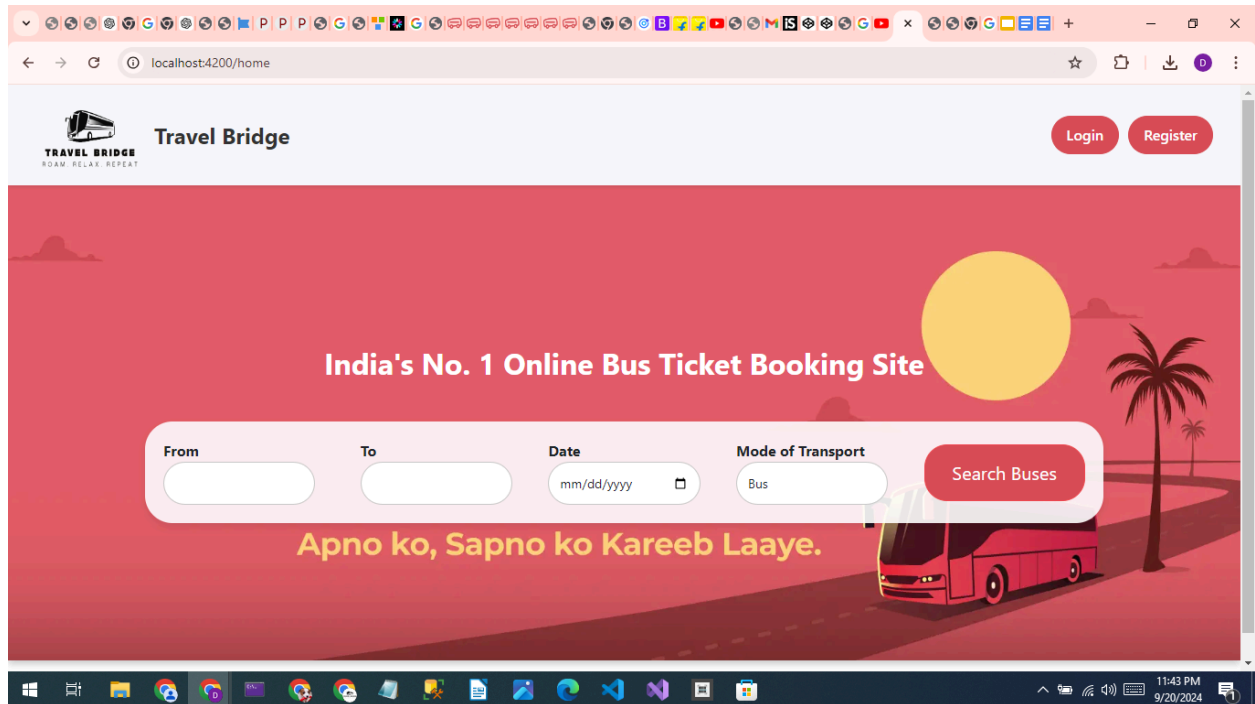 localhost:4200/home
TRAVEL BRIDGE
ROAM. RELAX. REPEAT
Travel Bridge
Login
Register
India's No. 1 Online Bus Ticket Booking Site
From
To
Date
Mode of Transport
mm/dd/yyyy
Bus
Search Buses
Apno ko, Sapno ko Kareeb Laaye.
11:43 PM
9/20/2024